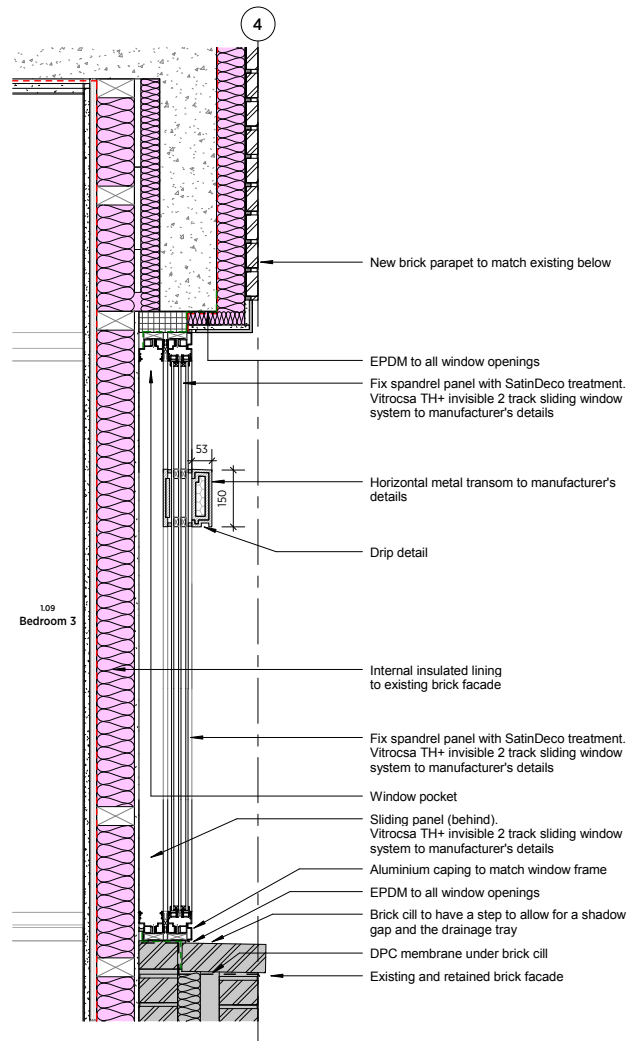 4
New brick parapet to match existing below
EPDM to all window openings
Fix spandrel panel with SatinDeco treatment.
Vitrocsa TH+ invisible 2 track sliding window
system to manufacturer's details
53
150
Horizontal metal transom to manufacturer's
details
Drip detail
1.09
Bedroom 3
Internal insulated lining
to existing brick facade
Fix spandrel panel with SatinDeco treatment.
Vitrocsa TH+ invisible 2 track sliding window
system to manufacturer's details
Window pocket
Sliding panel (behind).
Vitrocsa TH+ invisible 2 track sliding window
system to manufacturer's details
Aluminium caping to match window frame
EPDM to all window openings
Brick cill to have a step to allow for a shadow
gap and the drainage tray
DPC membrane under brick cill
Existing and retained brick facade